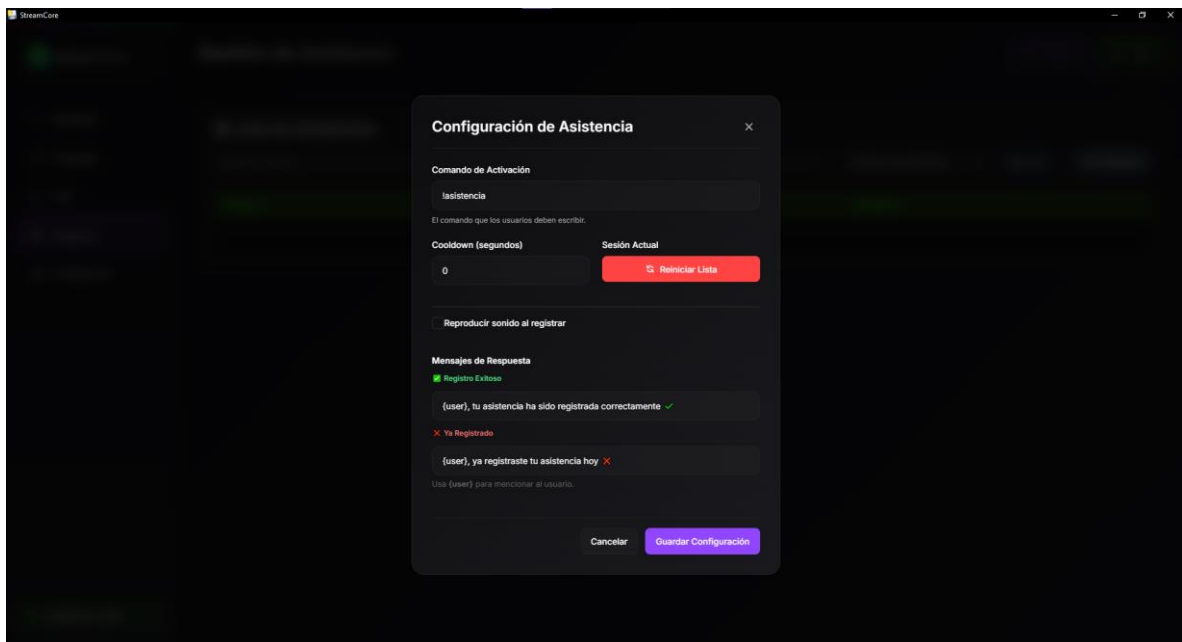 StreamCore
Configuración de Asistencia
Comando de Activación
!asistencia
El comando que los usuarios deben escribir.
Cooldown (segundos)
Sesión Actual
0
Reiniciar Lista
Reproducir sonido al registrar
Mensajes de Respuesta
Registro Exitoso
{user}, tu asistencia ha sido registrada correctamente
Ya Registrado
{user}, ya registraste tu asistencia hoy
Usa {user} para mencionar al usuario.
Cancelar
Guardar Configuración